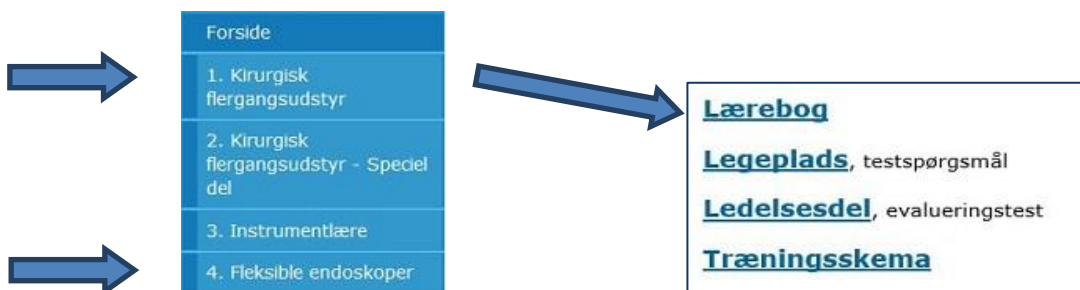 Forside
1. Kirurgisk
flergangsudstyr
2. Kirurgisk
flergangsudstyr - Speciel
del
3. Instrumentlære
4. Fleksible endoskoper
Lærebog
Legeplads, testspørgsmål
Ledelsesdel, evalueringstest
Træningsskema